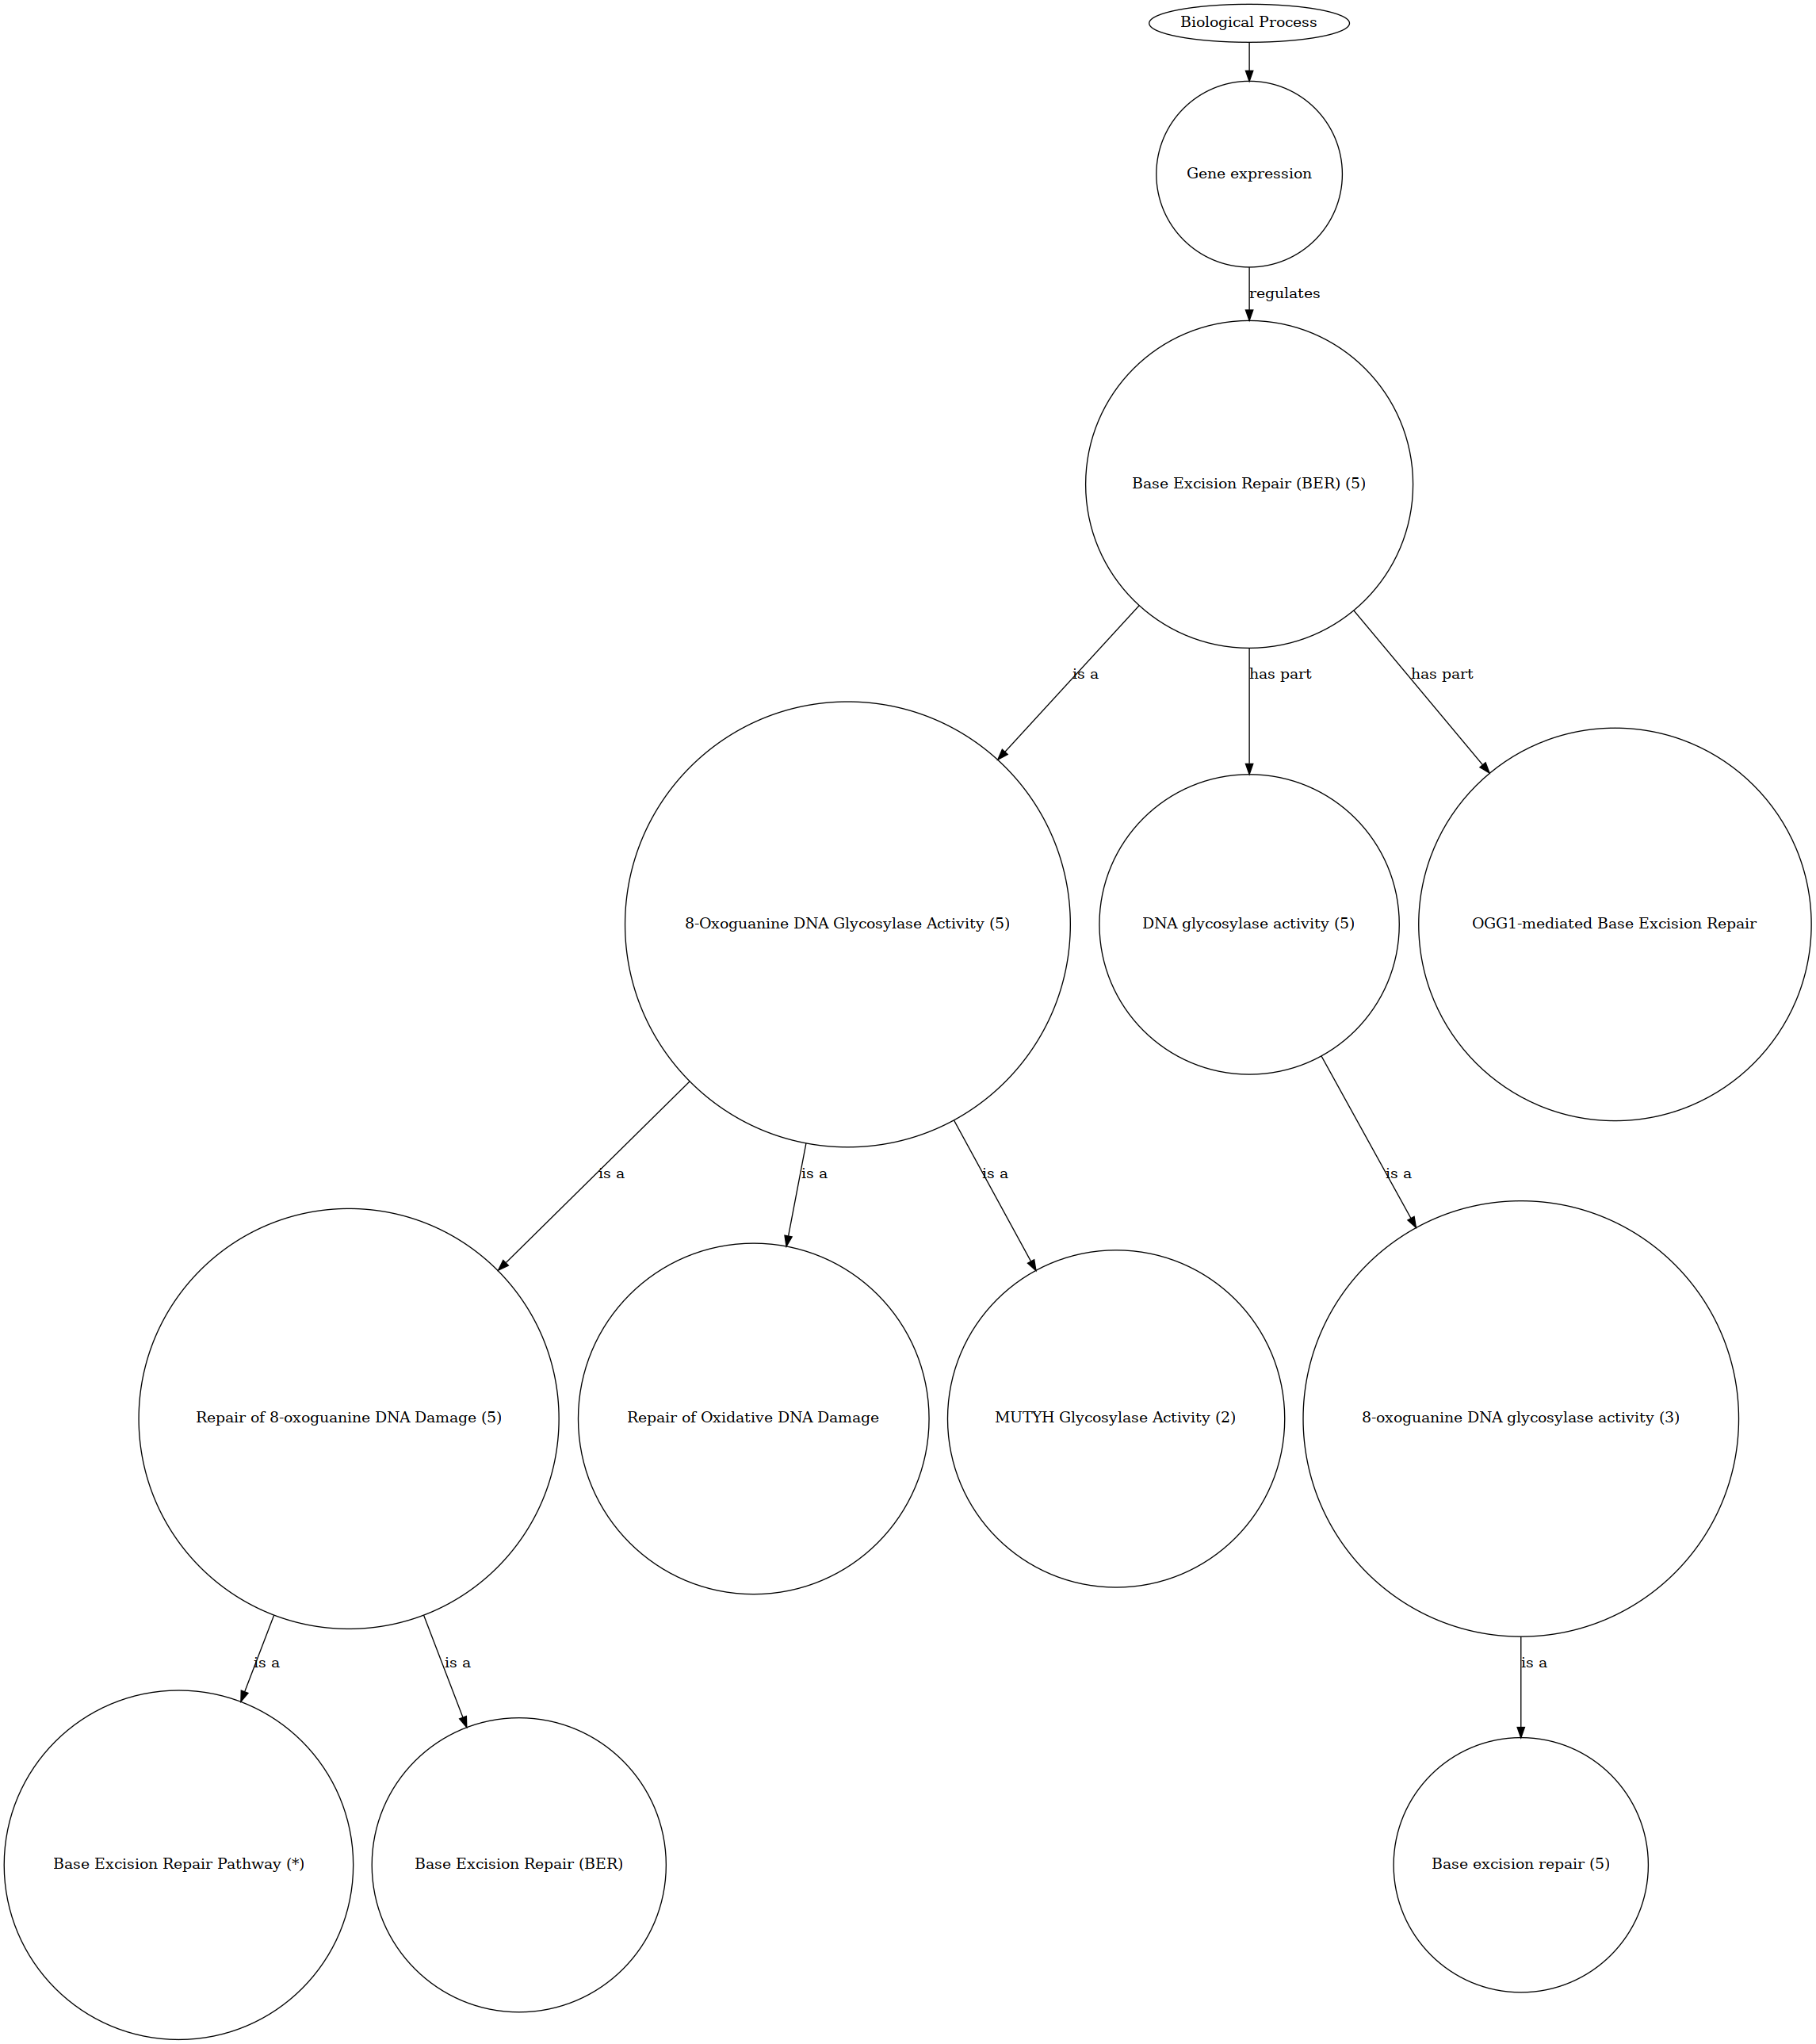 Biological Process
Gene expression
regulates
Base Excision Repair (BER) (5)
is a
has part
has part
8-Oxoguanine DNA Glycosylase Activity (5)
DNA glycosylase activity (5)
OGG1-mediated Base Excision Repair
is a
is a
is a
is a
Repair of 8-oxoguanine DNA Damage (5)
Repair of Oxidative DNA Damage
MUTYH Glycosylase Activity (2)
8-oxoguanine DNA glycosylase activity (3)
is a
is a
is a
Base Excision Repair Pathway (*)
Base Excision Repair (BER)
Base excision repair (5)